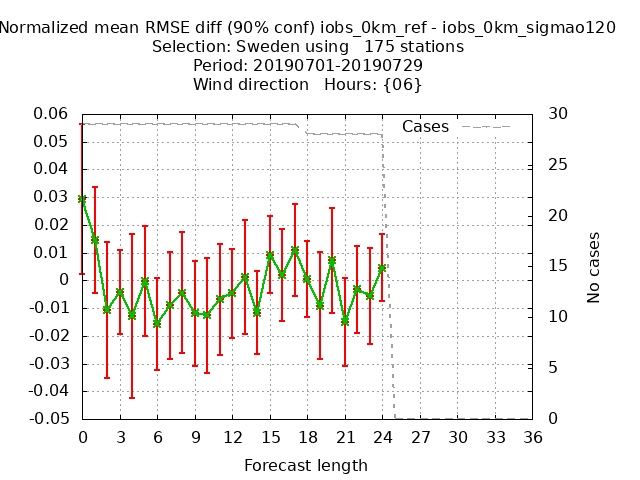 Normalized mean RMSE diff (90% conf) iobs_0km_ref - iobs_0km_sigmao120
Selection: Sweden using 175 stations
Period: 20190701-20190729
Wind direction Hours: {06}
Cases
0.06
0.05
0.04
0.03
0.02
0.01
0
-0.01
-0.02
-0.03
-0.04
-0.05
30
25
20
15
10
5
0
No cases
0 3 6 9 12 15 18 21 24 27 30 33 36
Forecast length